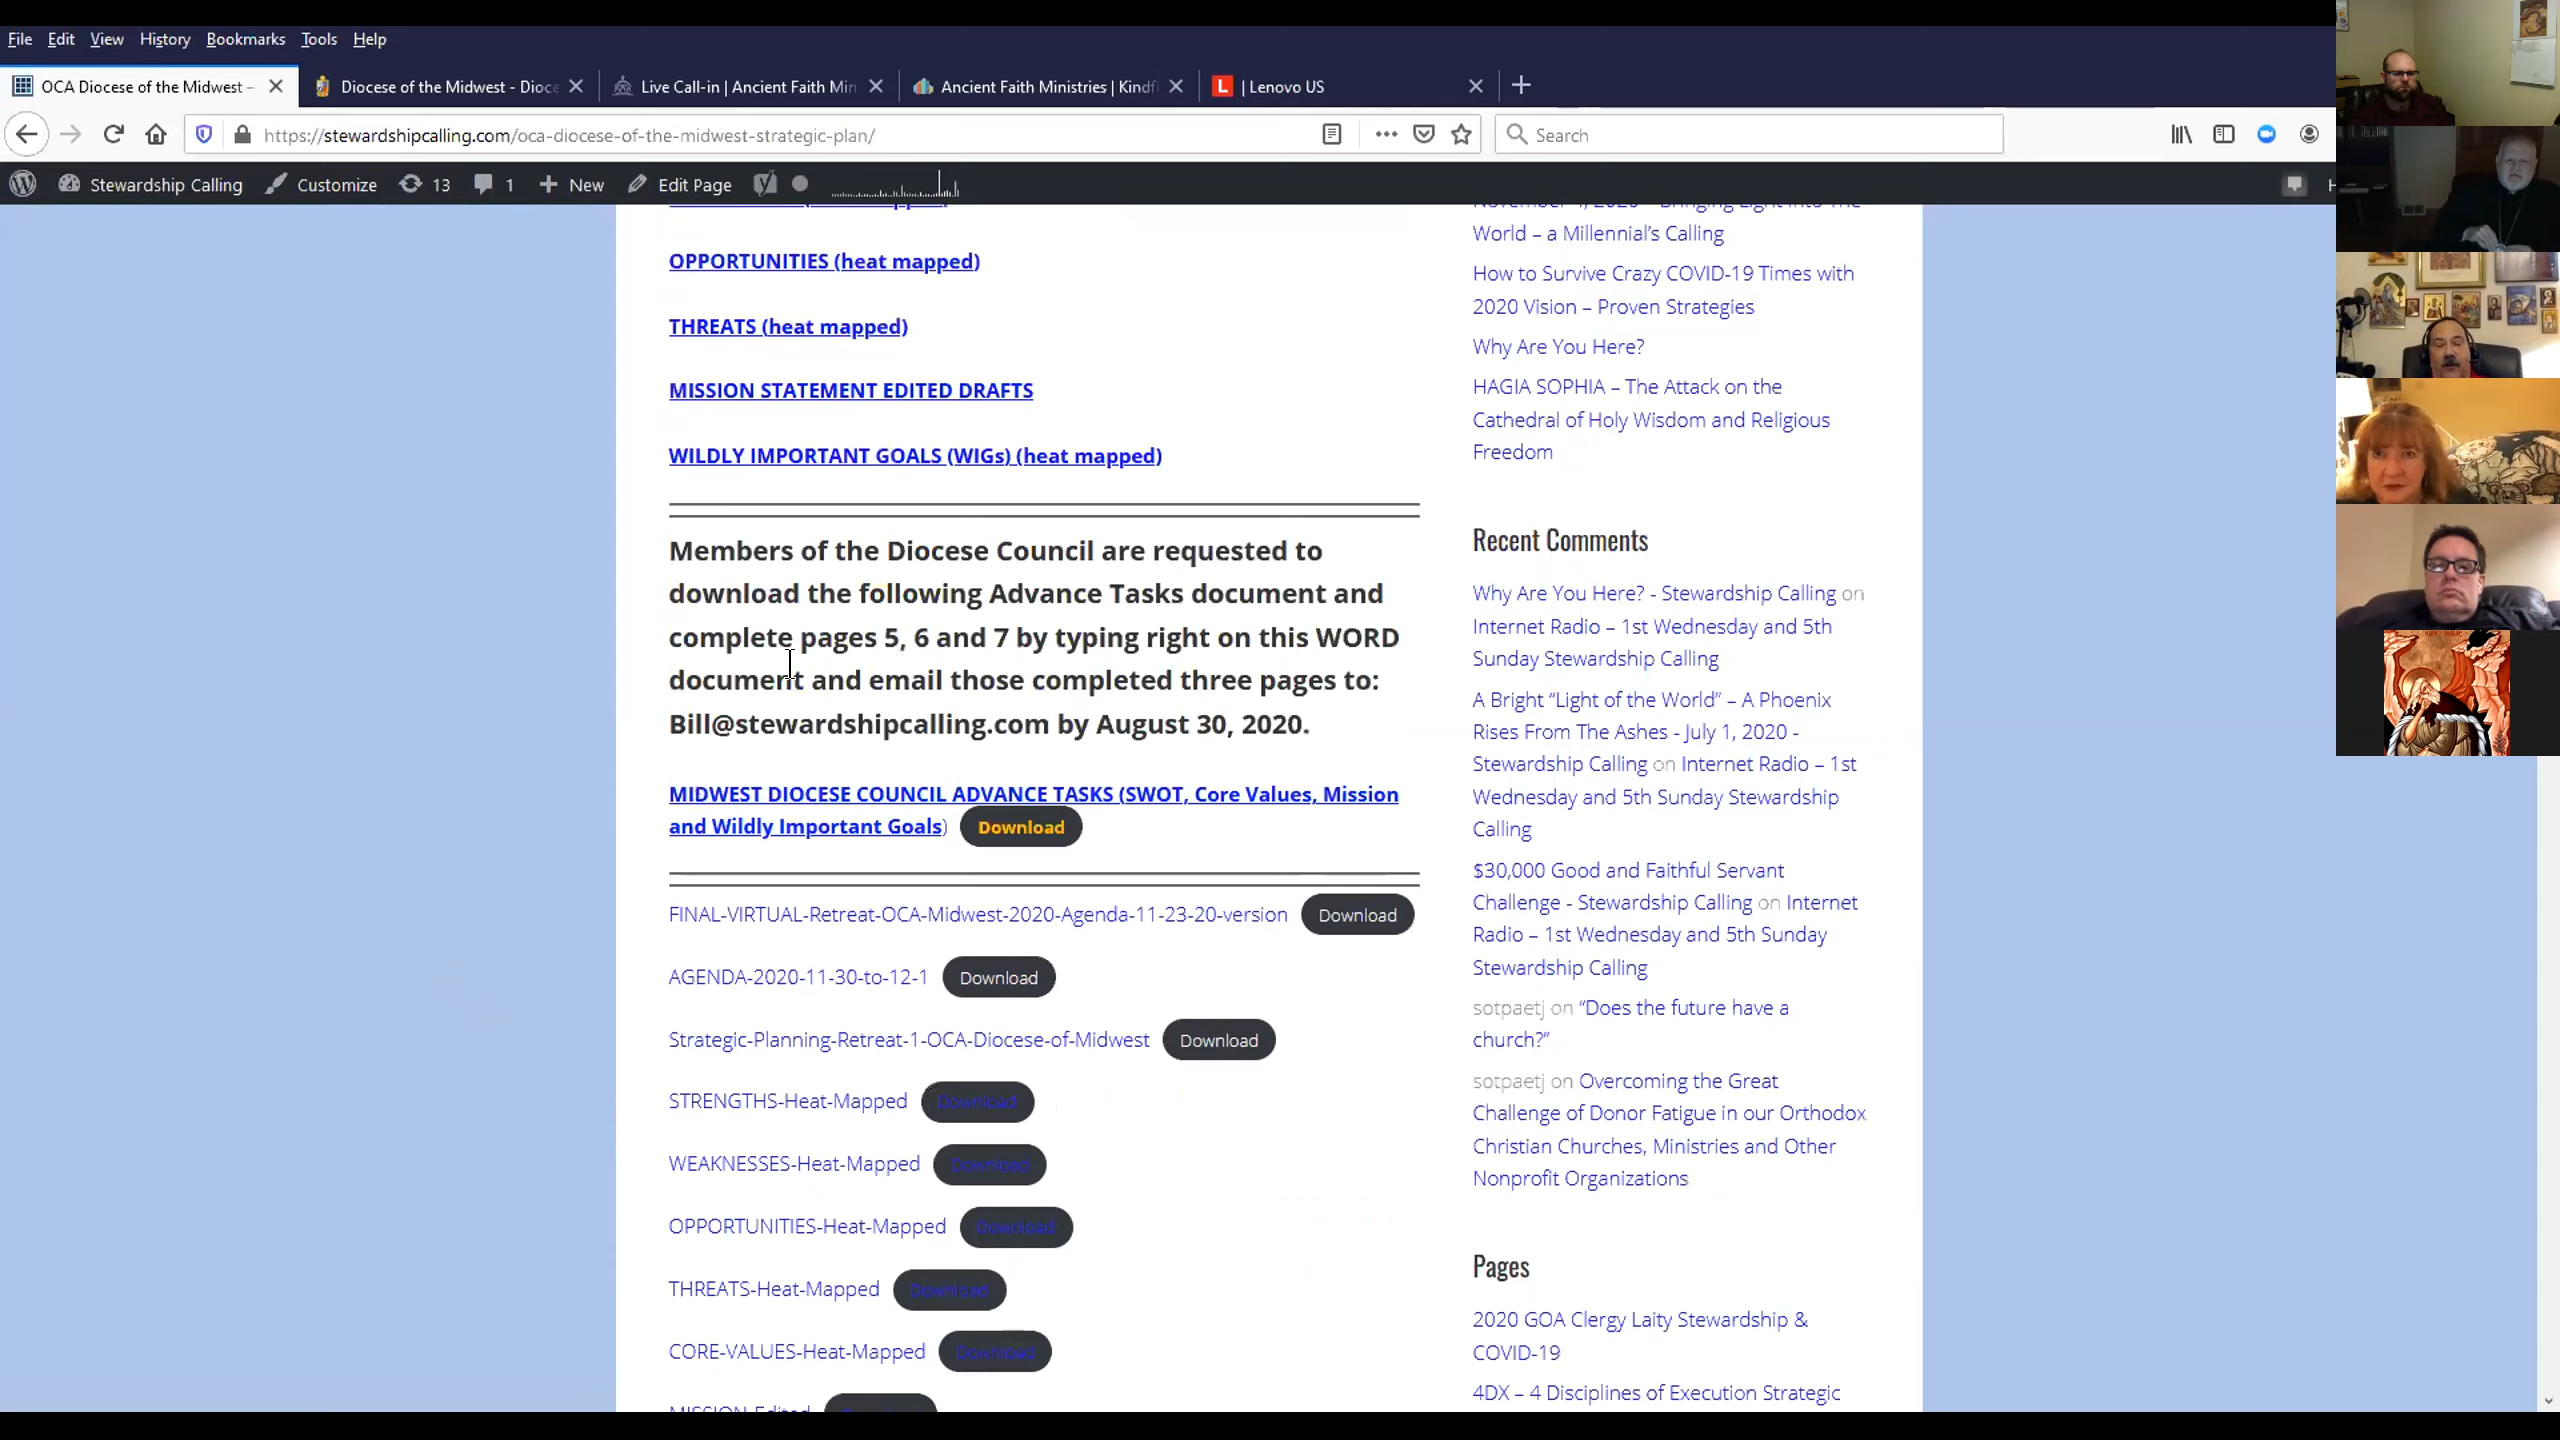 File Edit View History Bookmarks Tools Help
OCA Diocese of the Midwest –
Diocese of the Midwest - Dioce
Live Call-in | Ancient Faith Min
Ancient Faith Ministries | Kindf
L | Lenovo US
https://stewardshipcalling.com/oca-diocese-of-the-midwest-strategic-plan/
Search
Stewardship Calling Customize 13 1 New Edit Page
OPPORTUNITIES (heat mapped)
THREATS (heat mapped)
MISSION STATEMENT EDITED DRAFTS
WILDLY IMPORTANT GOALS (WIGs) (heat mapped)
Members of the Diocese Council are requested to
download the following Advance Tasks document and
complete pages 5, 6 and 7 by typing right on this WORD
document and email those completed three pages to:
Bill@stewardshipcalling.com by August 30, 2020.
MIDWEST DIOCESE COUNCIL ADVANCE TASKS (SWOT, Core Values, Mission
and Wildly Important Goals) Download
FINAL-VIRTUAL-Retreat-OCA-Midwest-2020-Agenda-11-23-20-version Download
AGENDA-2020-11-30-to-12-1 Download
Strategic-Planning-Retreat-1-OCA-Diocese-of-Midwest Download
STRENGTHS-Heat-Mapped Download
WEAKNESSES-Heat-Mapped Download
OPPORTUNITIES-Heat-Mapped Download
THREATS-Heat-Mapped Download
CORE-VALUES-Heat-Mapped Download
MISSION-Edited
World – a Millennial's Calling
How to Survive Crazy COVID-19 Times with
2020 Vision – Proven Strategies
Why Are You Here?
HAGIA SOPHIA – The Attack on the
Cathedral of Holy Wisdom and Religious
Freedom
Recent Comments
Why Are You Here? - Stewardship Calling on
Internet Radio – 1st Wednesday and 5th
Sunday Stewardship Calling
A Bright “Light of the World” – A Phoenix
Rises From The Ashes - July 1, 2020 -
Stewardship Calling on Internet Radio – 1st
Wednesday and 5th Sunday Stewardship
Calling
$30,000 Good and Faithful Servant
Challenge - Stewardship Calling on Internet
Radio – 1st Wednesday and 5th Sunday
Stewardship Calling
sotpaetj on “Does the future have a
church?”
sotpaetj on Overcoming the Great
Challenge of Donor Fatigue in our Orthodox
Christian Churches, Ministries and Other
Nonprofit Organizations
Pages
2020 GOA Clergy Laity Stewardship &
COVID-19
4DX – 4 Disciplines of Execution Strategic